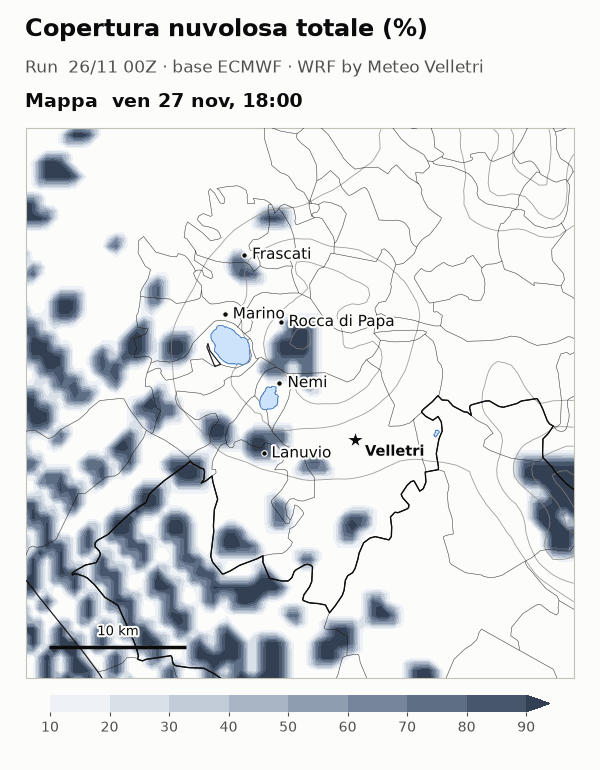 Copertura nuvolosa totale (%)
Run  26/11 00Z · base ECMWF · WRF by Meteo Velletri
Mappa  ven 27 nov, 18:00
Frascati
Marino
Rocca di Papa
Nemi
Velletri
Lanuvio
10 km
10 20 30 40 50 60 70 80 90